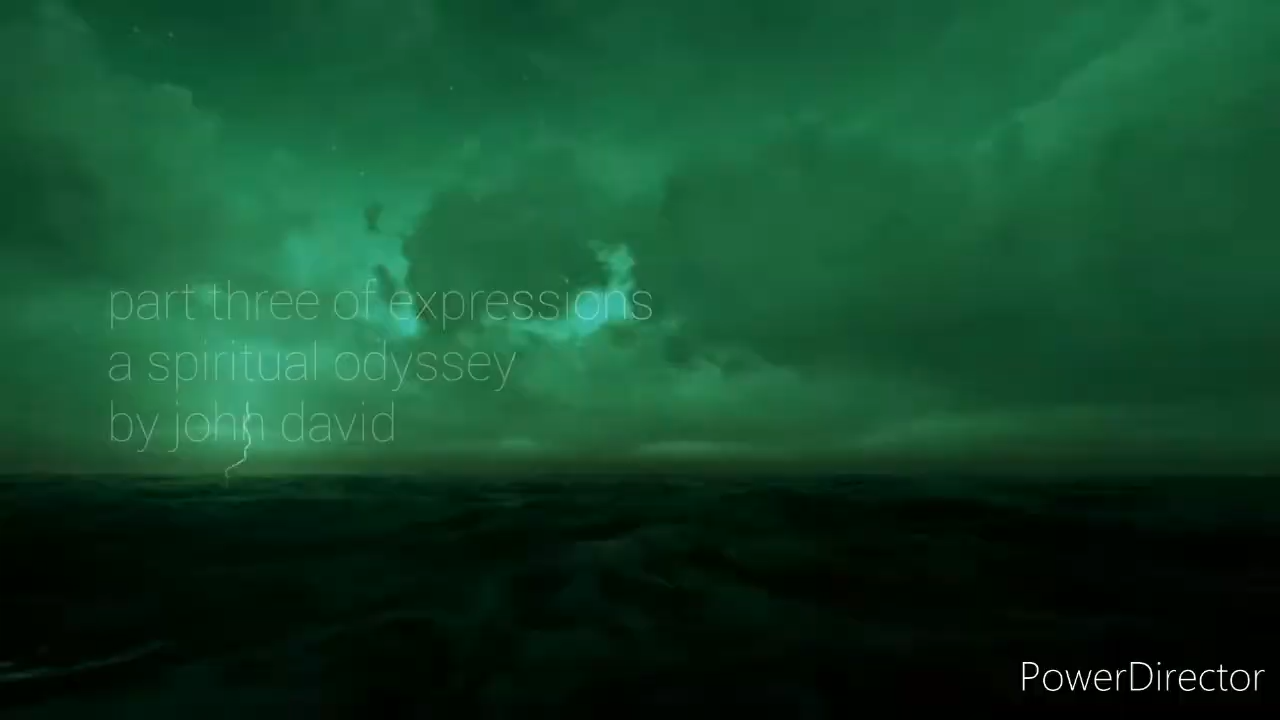 part three of expressions
a spiritual odyssey
by john david
PowerDirector